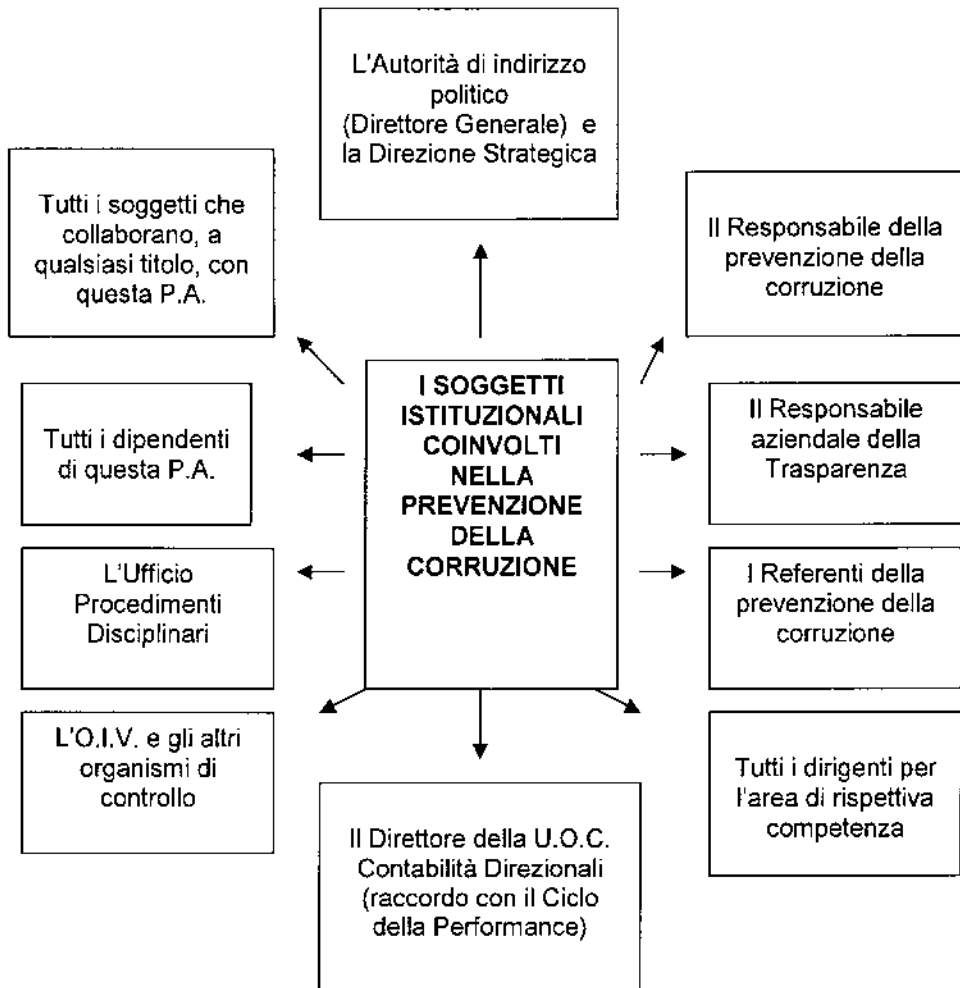 L'Autorità di indirizzo
politico
(Direttore Generale) e
la Direzione Strategica
Tutti i soggetti che
collaborano, a
qualsiasi titolo, con
questa P.A.
Il Responsabile della
prevenzione della
corruzione
I SOGGETTI
ISTITUZIONALI
COINVOLTI
NELLA
PREVENZIONE
DELLA
CORRUZIONE
Tutti i dipendenti
di questa P.A.
Il Responsabile
aziendale della
Trasparenza
L'Ufficio
Procedimenti
Disciplinari
I Referenti della
prevenzione della
corruzione
L'O.I.V. e gli altri
organismi di
controllo
Tutti i dirigenti per
l'area di rispettiva
competenza
Il Direttore della U.O.C.
Contabilità Direzionali
(raccordo con il Ciclo
della Performance)